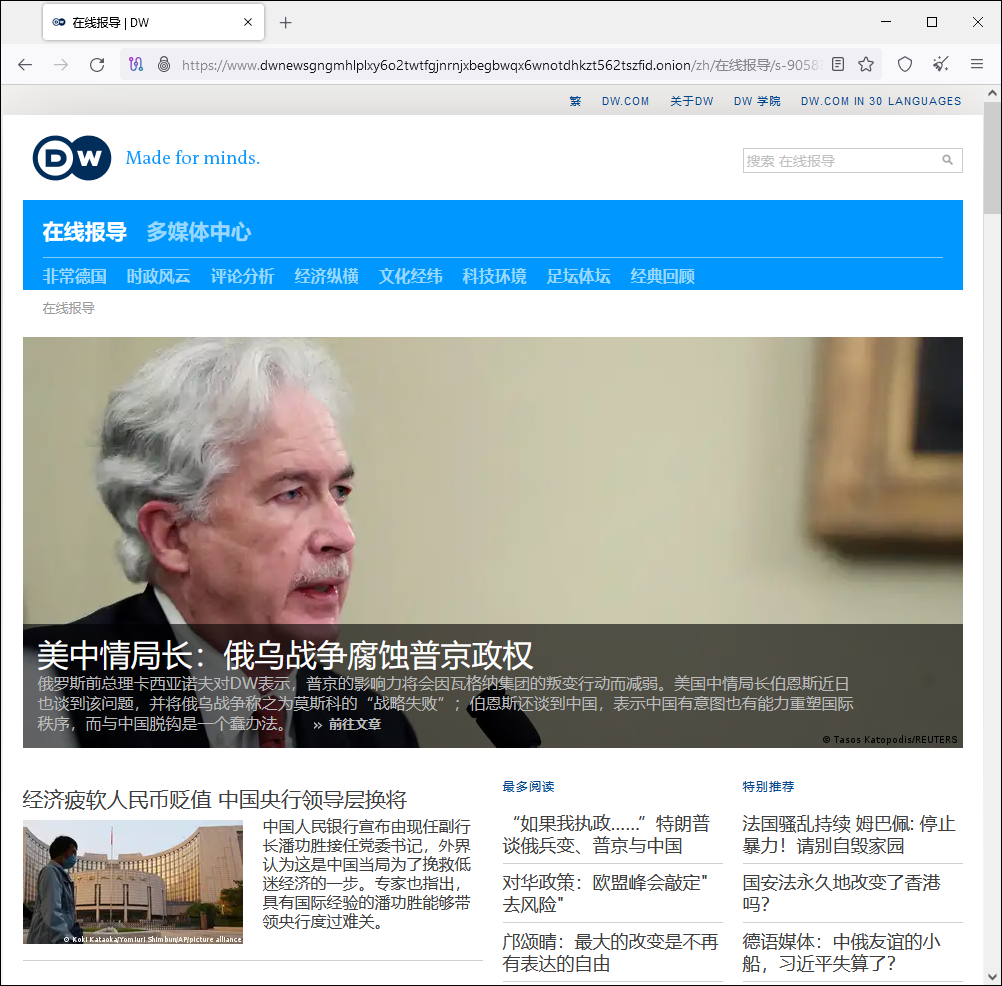 在线报导 | DW
https://www.dwnewsgngmhlplxy6o2twtfgjnrnjxbegbwqx6wnotdhkzt562tszfid.onion/zh/在线报导/s-9058
繁 DW.COM 关于DW DW 学院 DW.COM IN 30 LANGUAGES
DW Made for minds.
搜索 在线报导
在线报导 多媒体中心
非常德国 时政风云 评论分析 经济纵横 文化经纬 科技环境 足坛体坛 经典回顾
在线报导
美中情局长：俄乌战争腐蚀普京政权
俄罗斯前总理卡西亚诺夫对DW表示，普京的影响力将会因瓦格纳集团的叛变行动而减弱。美国中情局长伯恩斯近日
也谈到该问题，并将俄乌战争称之为莫斯科的“战略失败”；伯恩斯还谈到中国，表示中国有意图也有能力重塑国际
秩序，而与中国脱钩是一个蠢办法。 » 前往文章
© Tasos Katopodis/REUTERS
经济疲软人民币贬值 中国央行领导层换将
中国人民银行宣布由现任副行
长潘功胜接任党委书记，外界
认为这是中国当局为了挽救低
迷经济的一步。专家也指出，
具有国际经验的潘功胜能够带
领央行度过难关。
© Koki Kataoka/Yomiuri Shimbun/AP/picture alliance
最多阅读
“如果我执政……”特朗普
谈俄兵变、普京与中国
对华政策：欧盟峰会敲定"
去风险"
邝颂晴：最大的改变是不再
有表达的自由
特别推荐
法国骚乱持续 姆巴佩: 停止
暴力！请别自毁家园
国安法永久地改变了香港
吗？
德语媒体：中俄友谊的小
船，习近平失算了？